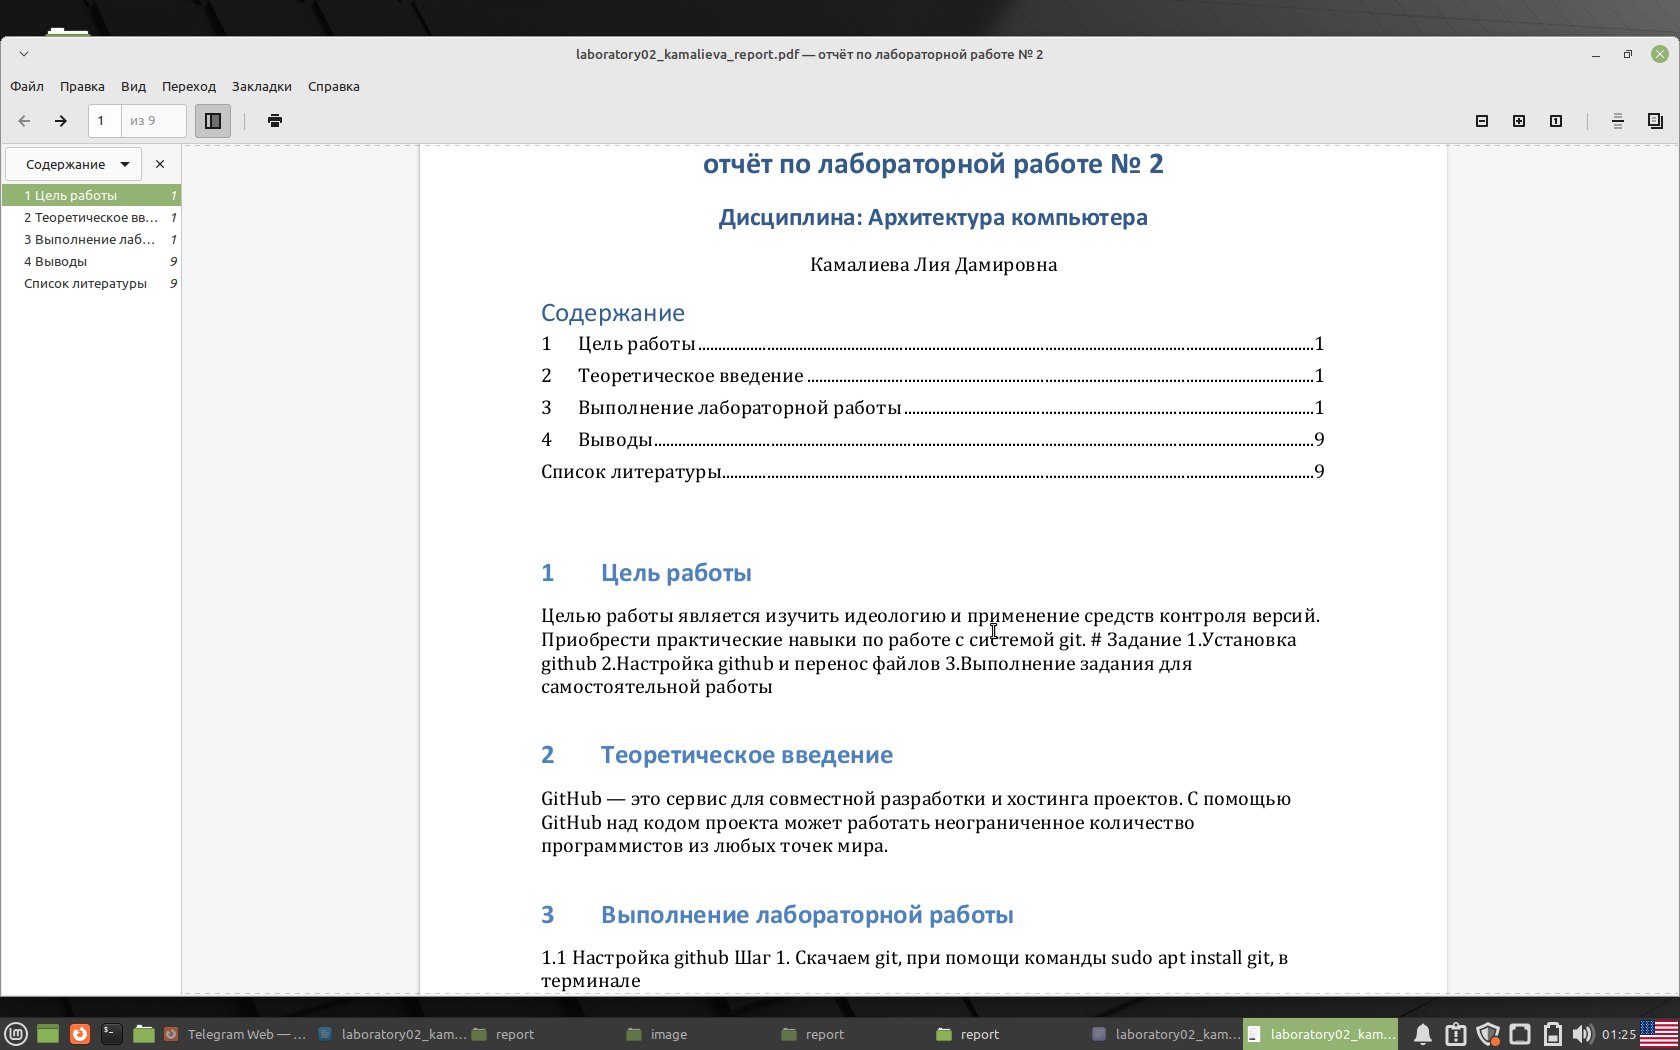 laboratory02_kamalieva_report.pdf — отчёт по лабораторной работе № 2
Файл Правка Вид Переход Закладки Справка
1 из 9
Содержание
1 Цель работы 1
2 Теоретическое вв... 1
3 Выполнение лаб... 1
4 Выводы 9
Список литературы 9
отчёт по лабораторной работе № 2
Дисциплина: Архитектура компьютера
Камалиева Лия Дамировна
Содержание
1 Цель работы 1
2 Теоретическое введение 1
3 Выполнение лабораторной работы 1
4 Выводы 9
Список литературы 9
1 Цель работы
Целью работы является изучить идеологию и применение средств контроля версий.
Приобрести практические навыки по работе с системой git. # Задание 1.Установка
github 2.Настройка github и перенос файлов 3.Выполнение задания для
самостоятельной работы
2 Теоретическое введение
GitHub — это сервис для совместной разработки и хостинга проектов. С помощью
GitHub над кодом проекта может работать неограниченное количество
программистов из любых точек мира.
3 Выполнение лабораторной работы
1.1 Настройка github Шаг 1. Скачаем git, при помощи команды sudo apt install git, в
терминале
Telegram Web — ... laboratory02_kam... report image report report laboratory02_kam... laboratory02_kam... 01:25